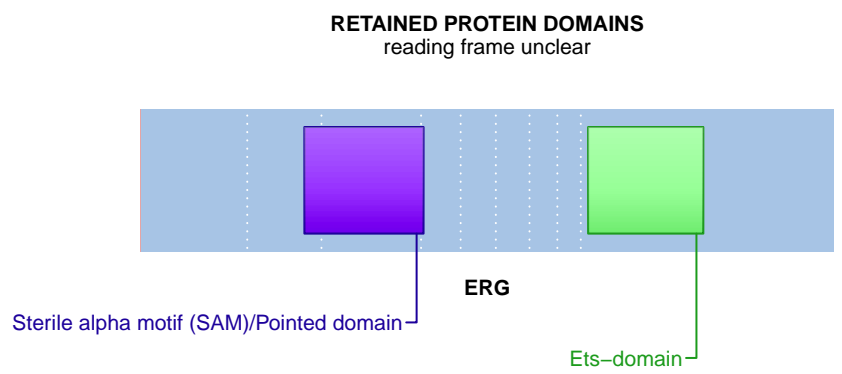 RETAINED PROTEIN DOMAINS
reading frame unclear
ERG
Sterile alpha motif (SAM)/Pointed domain
Ets−domain